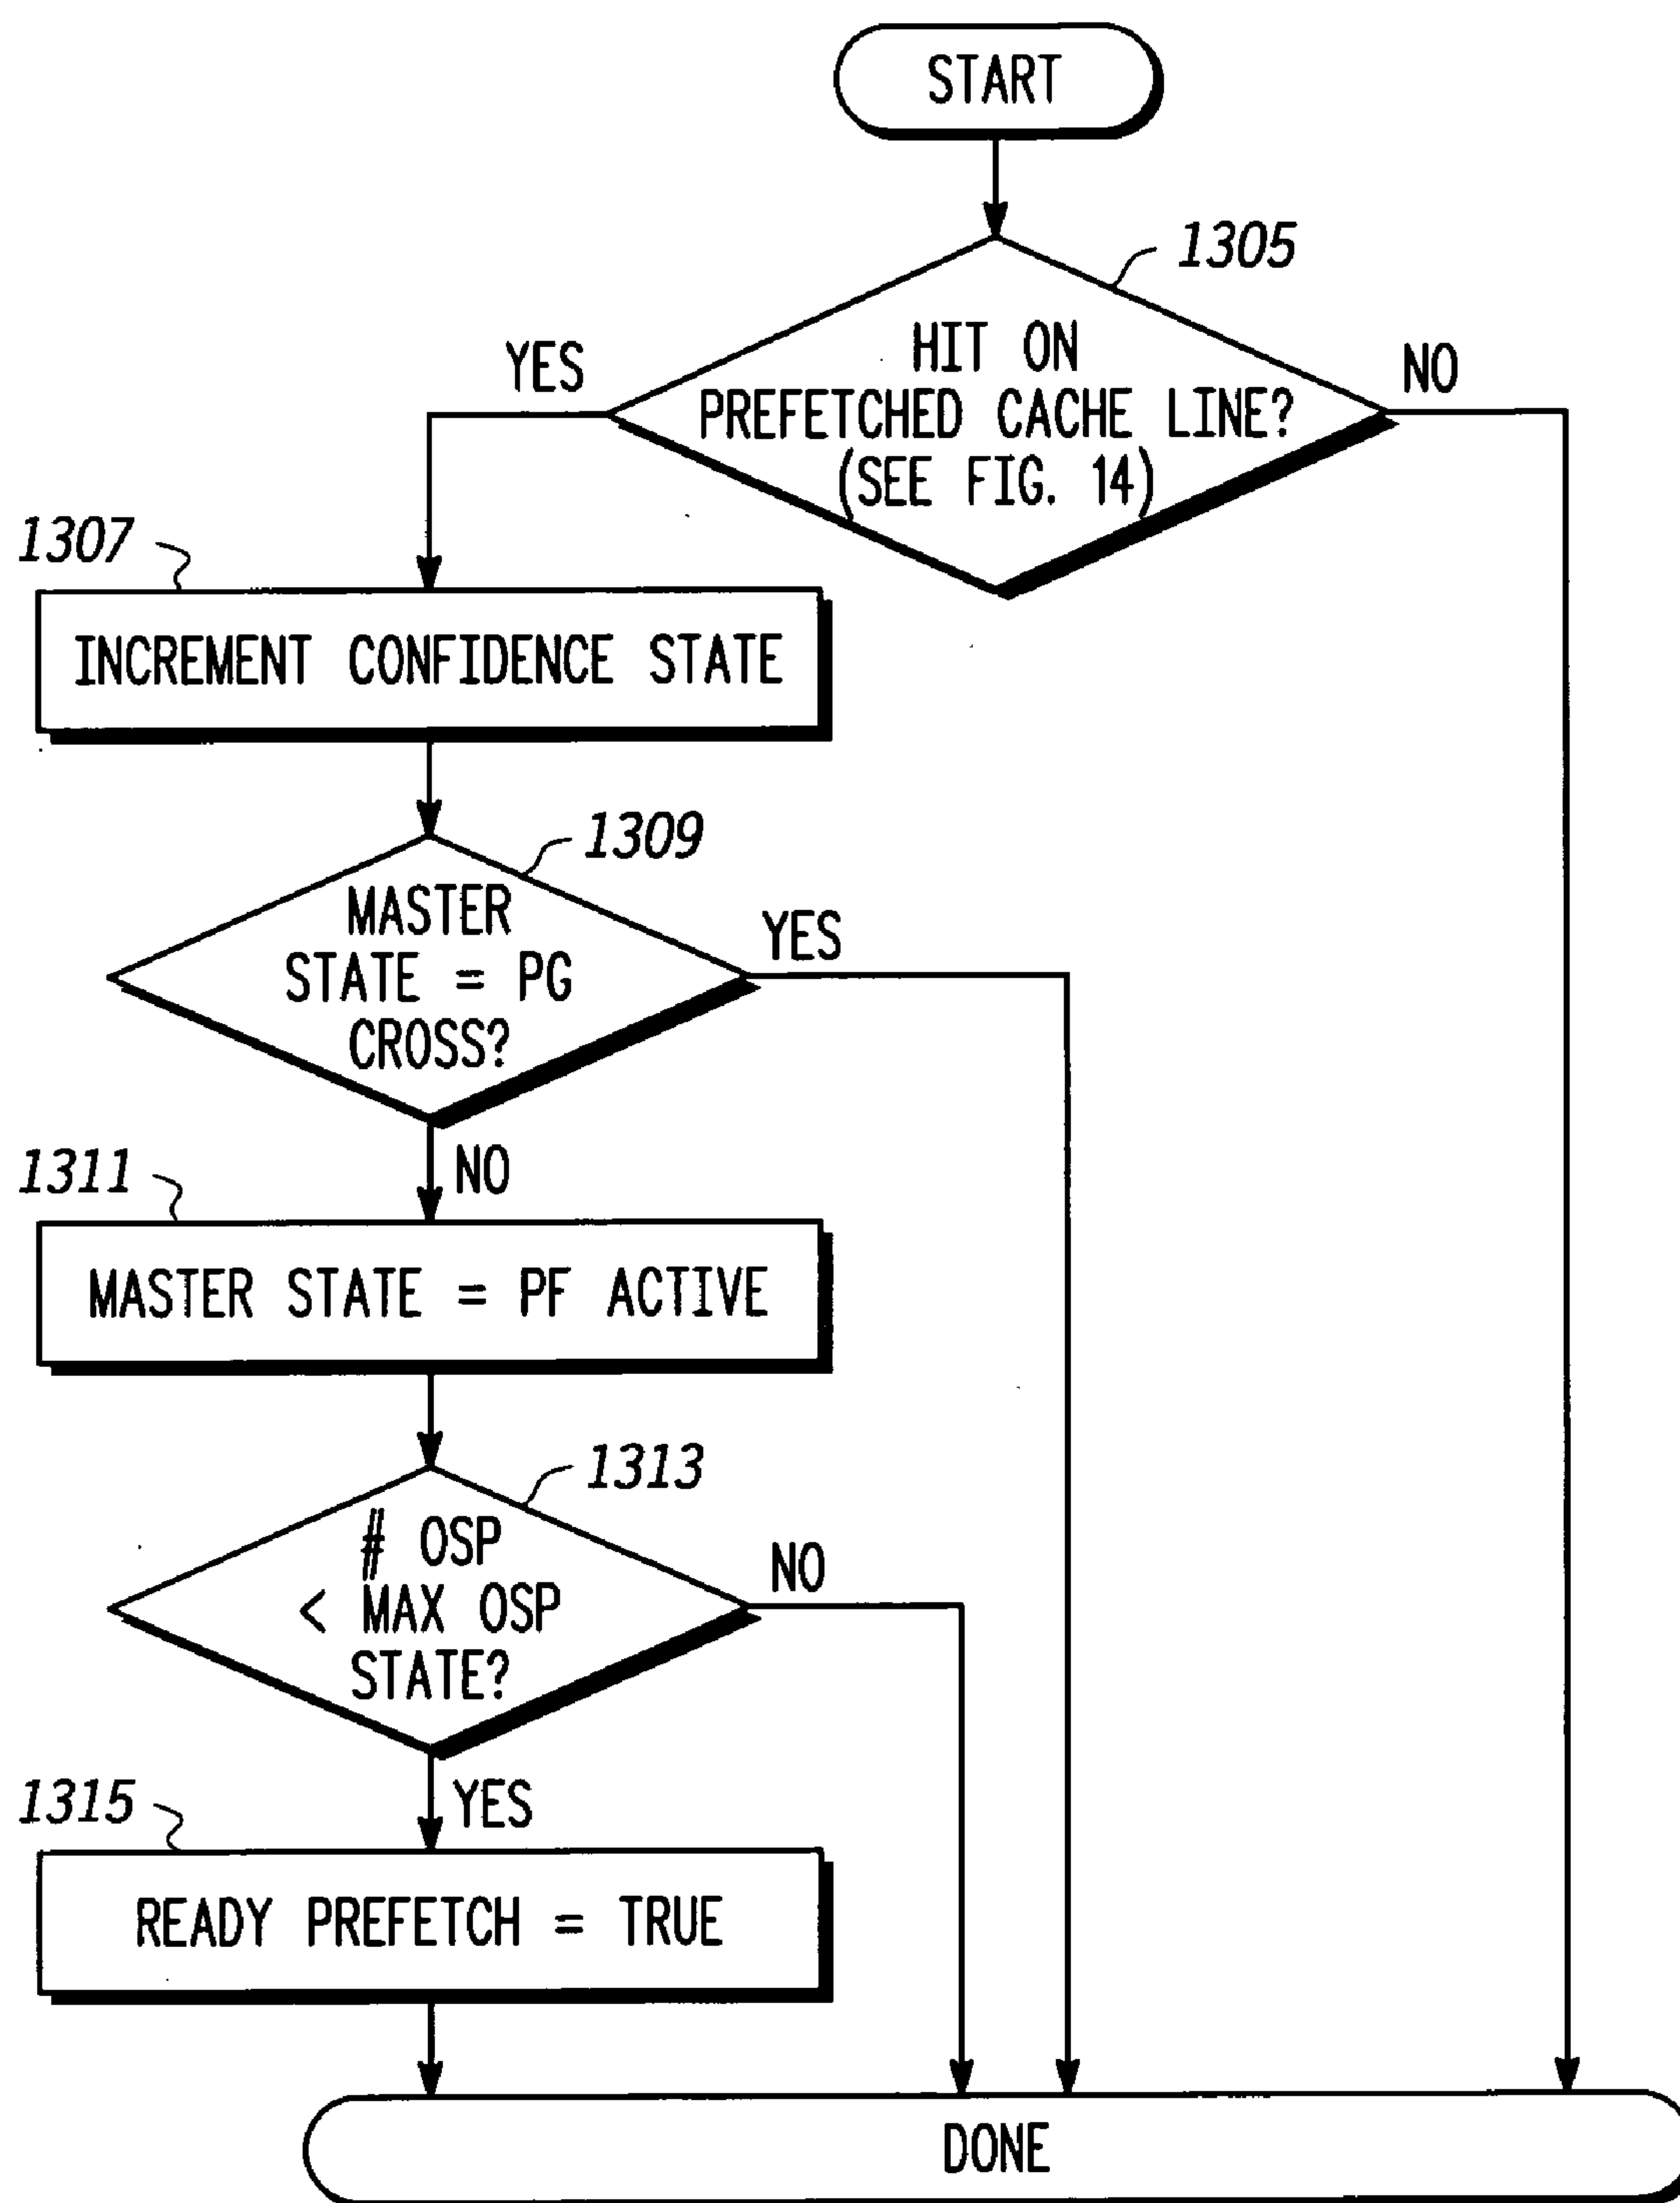 START
1305
HIT ON
PREFETCHED CACHE LINE?
(SEE FIG. 14)
YES
NO
1307
INCREMENT CONFIDENCE STATE
1309
MASTER
STATE = PG
CROSS?
YES
NO
1311
MASTER STATE = PF ACTIVE
1313
# OSP
< MAX OSP
STATE?
NO
YES
1315
READY PREFETCH = TRUE
DONE